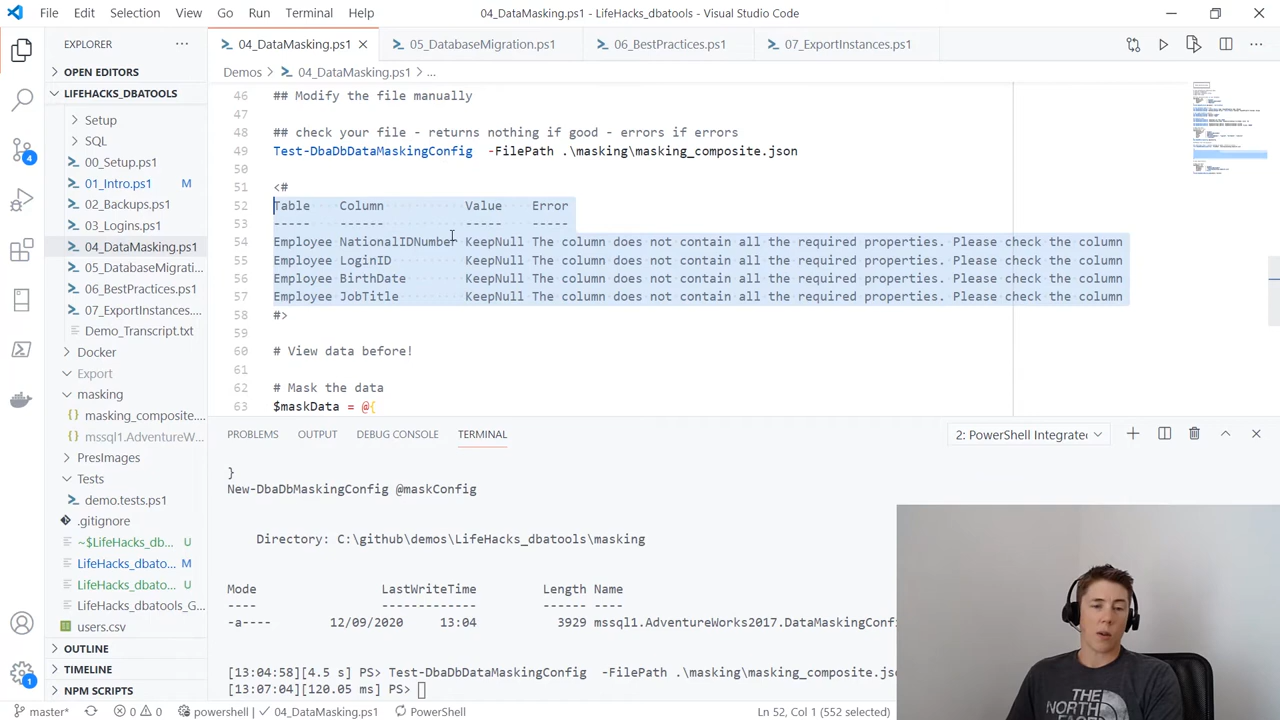 File Edit Selection View Go Run Terminal Help
04_DataMasking.ps1 - LifeHacks_dbatools - Visual Studio Code
EXPLORER
04_DataMasking.ps1
05_DatabaseMigration.ps1
06_BestPractices.ps1
07_ExportInstances.ps1
Demos > 04_DataMasking.ps1 > ...
OPEN EDITORS
LIFEHACKS_DBATOOLS
Setup
SQL
00_Setup.ps1
01_Intro.ps1 M
02_Backups.ps1
03_Logins.ps1
04_DataMasking.ps1
05_DatabaseMigrati...
06_BestPractices.ps1
07_ExportInstances....
Demo_Transcript.txt
Docker
Export
masking
masking_composite....
mssql1.AdventureW...
PresImages
Tests
demo.tests.ps1
.gitignore
~$LifeHacks_db... U
LifeHacks_dbato... M
LifeHacks_dbato... U
LifeHacks_dbatools_G...
users.csv
OUTLINE
TIMELINE
NPM SCRIPTS
4
1
46 ## Modify the file manually
47
48 ## check your file - returns nothing if good - errors if errors
49 Test-DbaDbDataMaskingConfig -FilePath .\masking\masking_composite.json
50
51 <#
52 Table Column Value Error
53 ----- ------ ----- -----
54 Employee NationalIDNumber KeepNull The column does not contain all the required properties. Please check the column
55 Employee LoginID KeepNull The column does not contain all the required properties. Please check the column
56 Employee BirthDate KeepNull The column does not contain all the required properties. Please check the column
57 Employee JobTitle KeepNull The column does not contain all the required properties. Please check the column
58 #>
59
60 # View data before!
61
62 # Mask the data
63 $maskData = @{
PROBLEMS OUTPUT DEBUG CONSOLE TERMINAL
2: PowerShell Integrate
}
New-DbaDbMaskingConfig @maskConfig
Directory: C:\github\demos\LifeHacks_dbatools\masking
Mode LastWriteTime Length Name
---- ------------- ------ ----
-a---- 12/09/2020 13:04 3929 mssql1.AdventureWorks2017.DataMaskingConf
[13:04:58][4.5 s] PS> Test-DbaDbDataMaskingConfig -FilePath .\masking\masking_composite.jso
[13:07:04][120.05 ms] PS>
THE
NORTH
master* 0 0 powershell 04_DataMasking.ps1 PowerShell
Ln 52, Col 1 (552 selected)